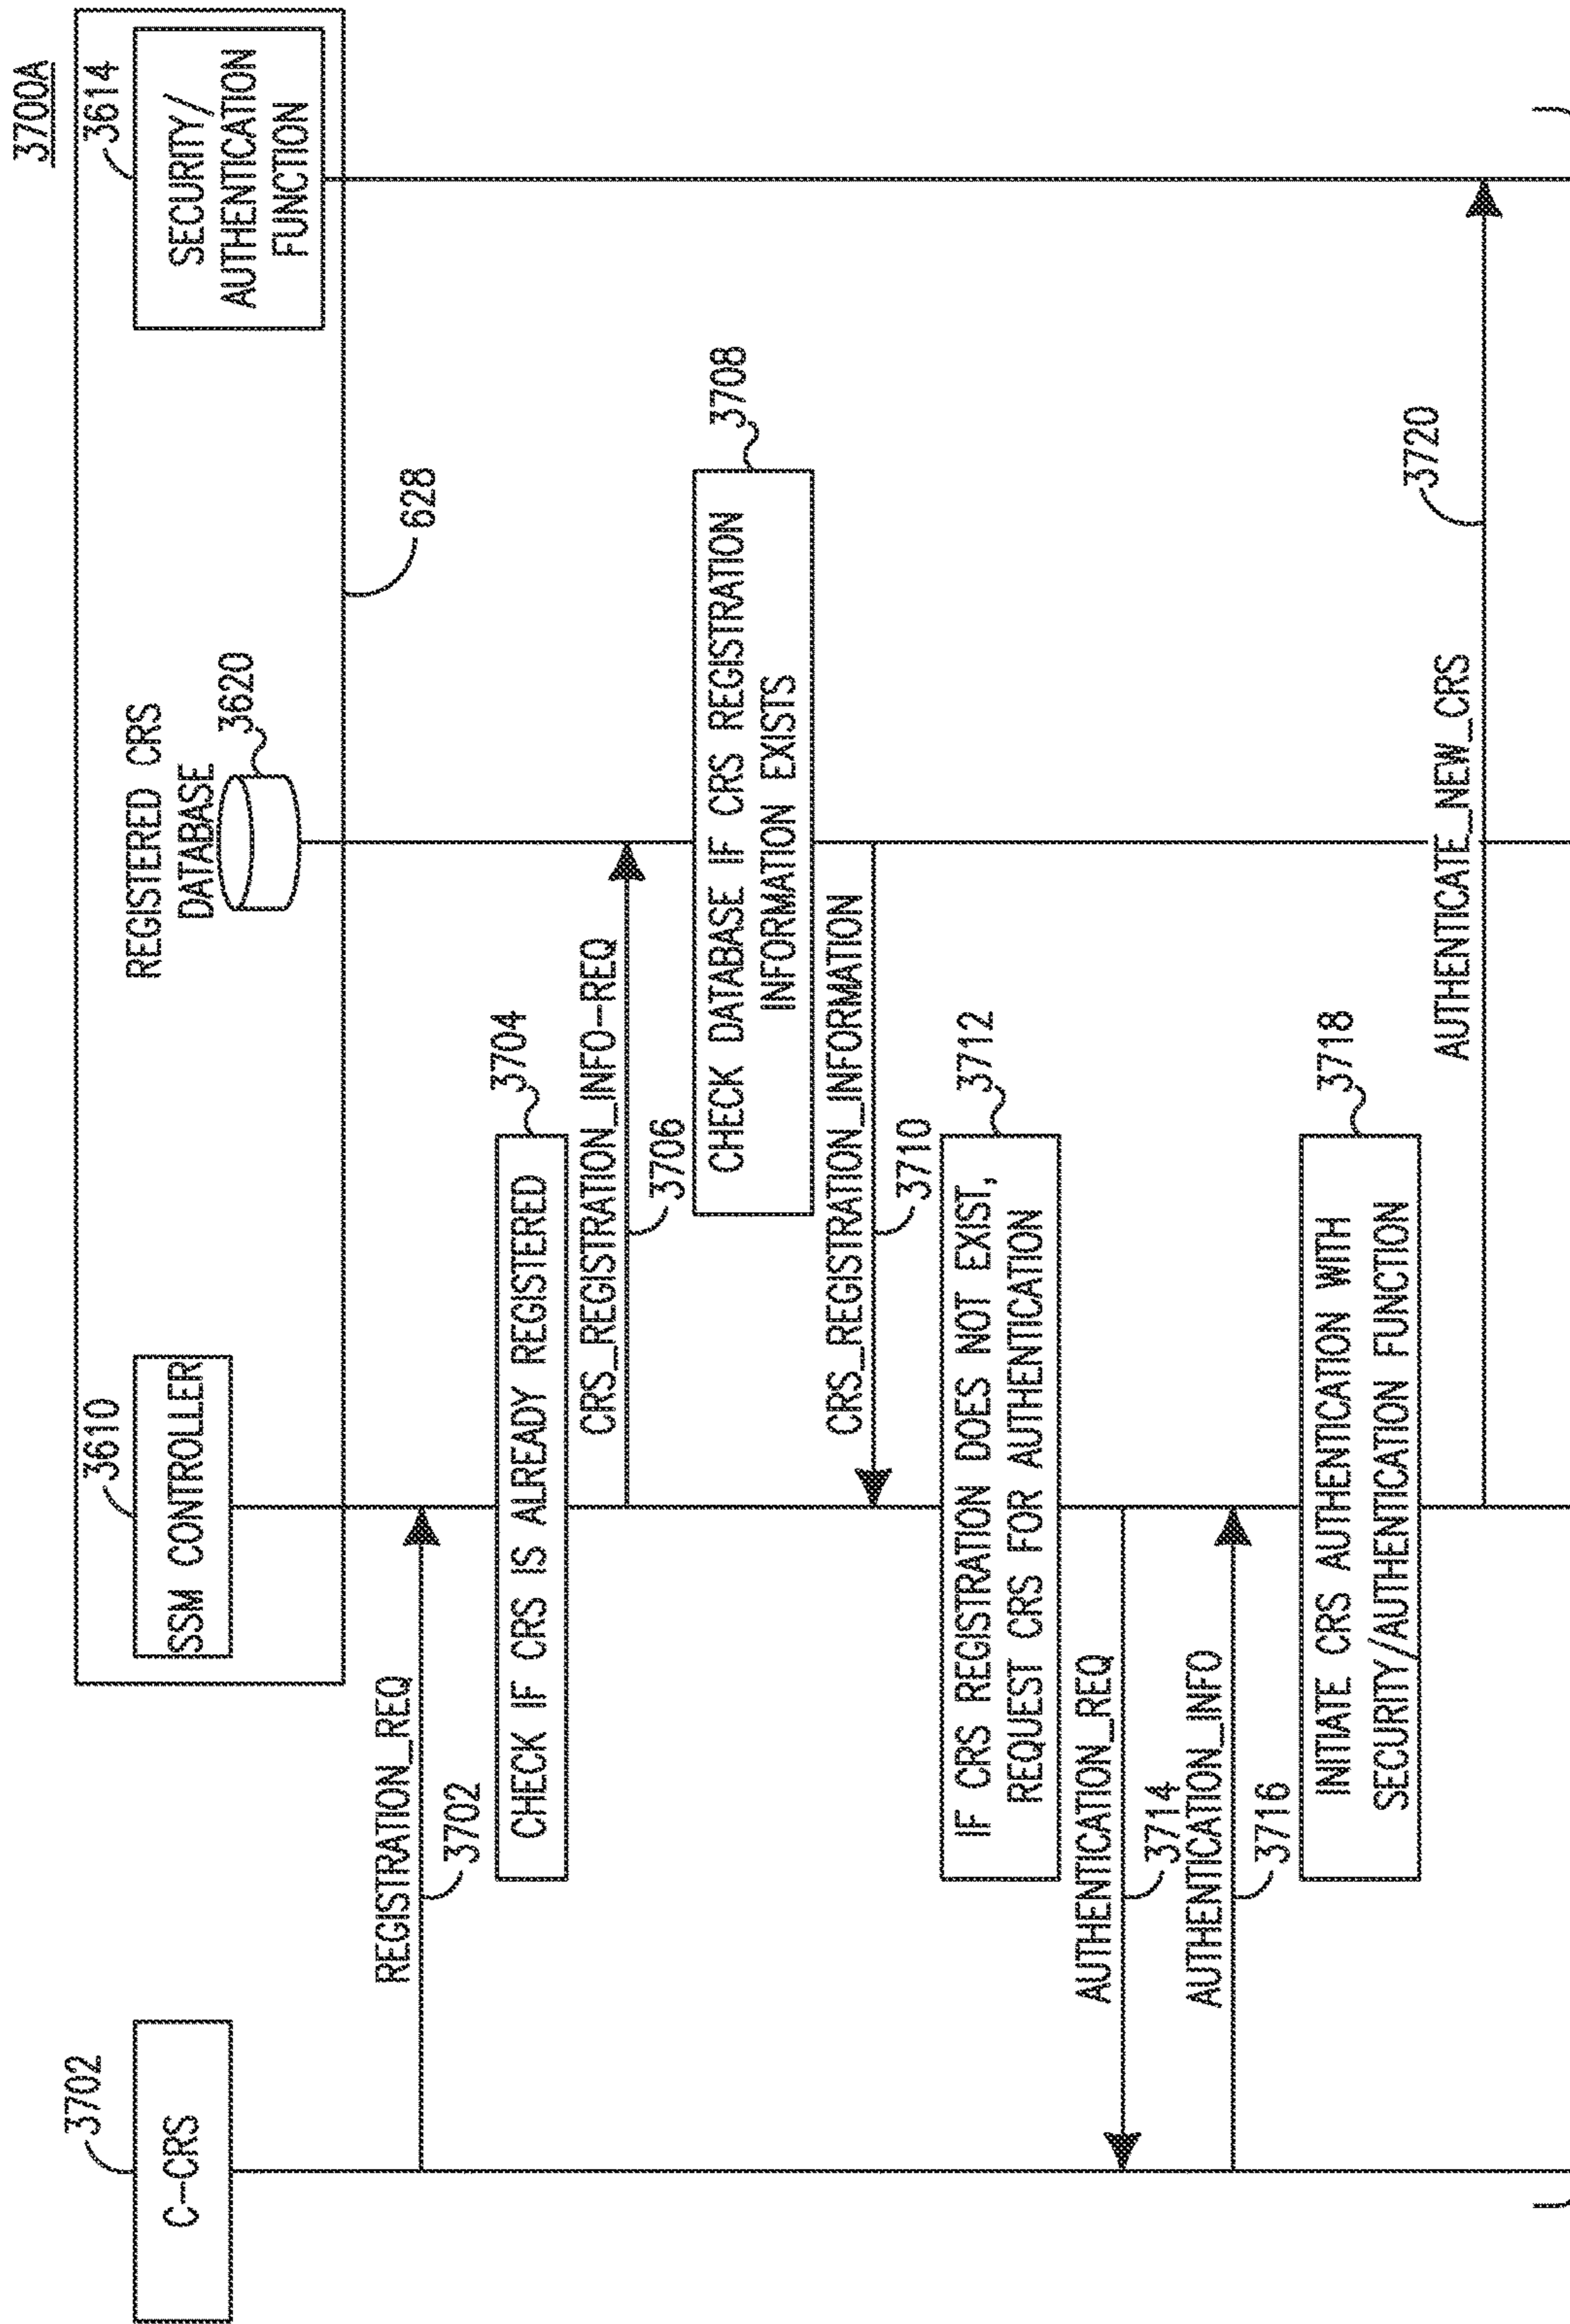 3700A
C-CRS
3702
SSM CONTROLLER
3610
REGISTERED CRS
DATABASE
3620
SECURITY/
AUTHENTICATION
FUNCTION
3614
628
REGISTRATION_REQ
3702
CHECK IF CRS IS ALREADY REGISTERED
3704
CRS_REGISTRATION_INFO-REQ
3706
CHECK DATABASE IF CRS REGISTRATION
INFORMATION EXISTS
3708
CRS_REGISTRATION_INFORMATION
3710
IF CRS REGISTRATION DOES NOT EXIST,
REQUEST CRS FOR AUTHENTICATION
3712
AUTHENTICATION_REQ
3714
AUTHENTICATION_INFO
3716
INITIATE CRS AUTHENTICATION WITH
SECURITY/AUTHENTICATION FUNCTION
3718
AUTHENTICATE_NEW_CRS
3720